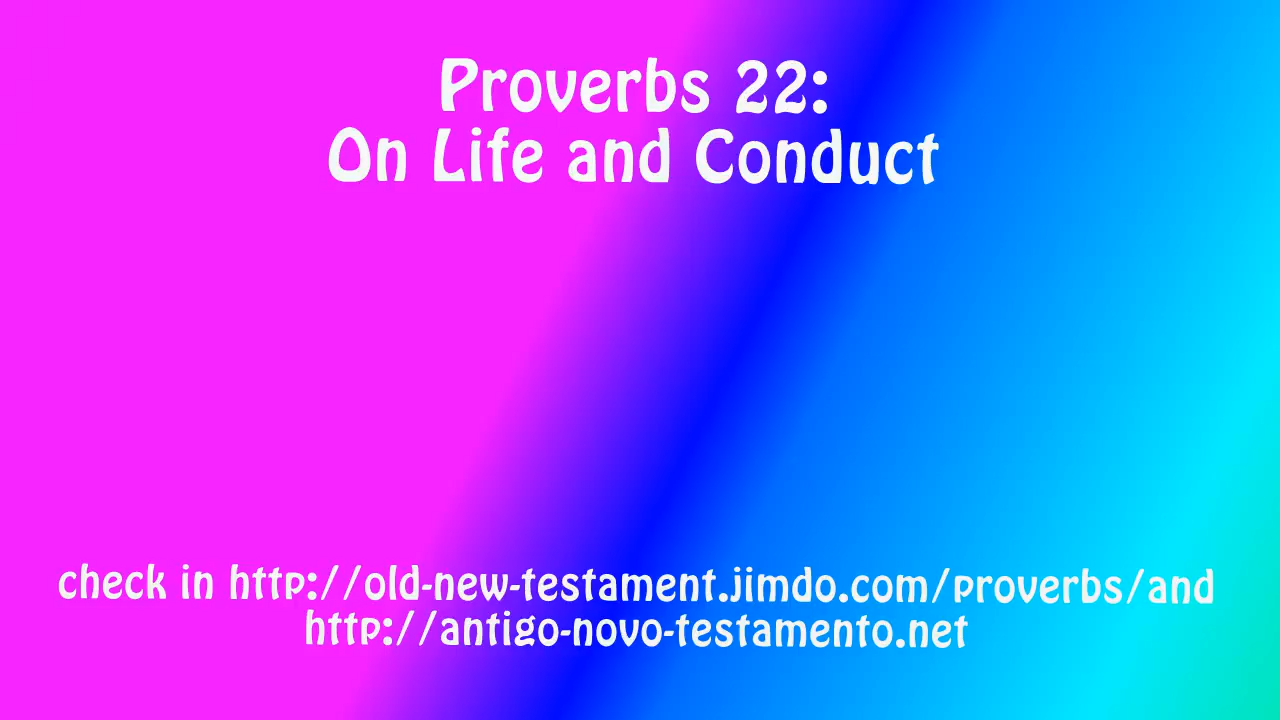 Proverbs 22:
On Life and Conduct
check in http://old-new-testament.jimdo.com/proverbs/and
http://antigo-novo-testamento.net